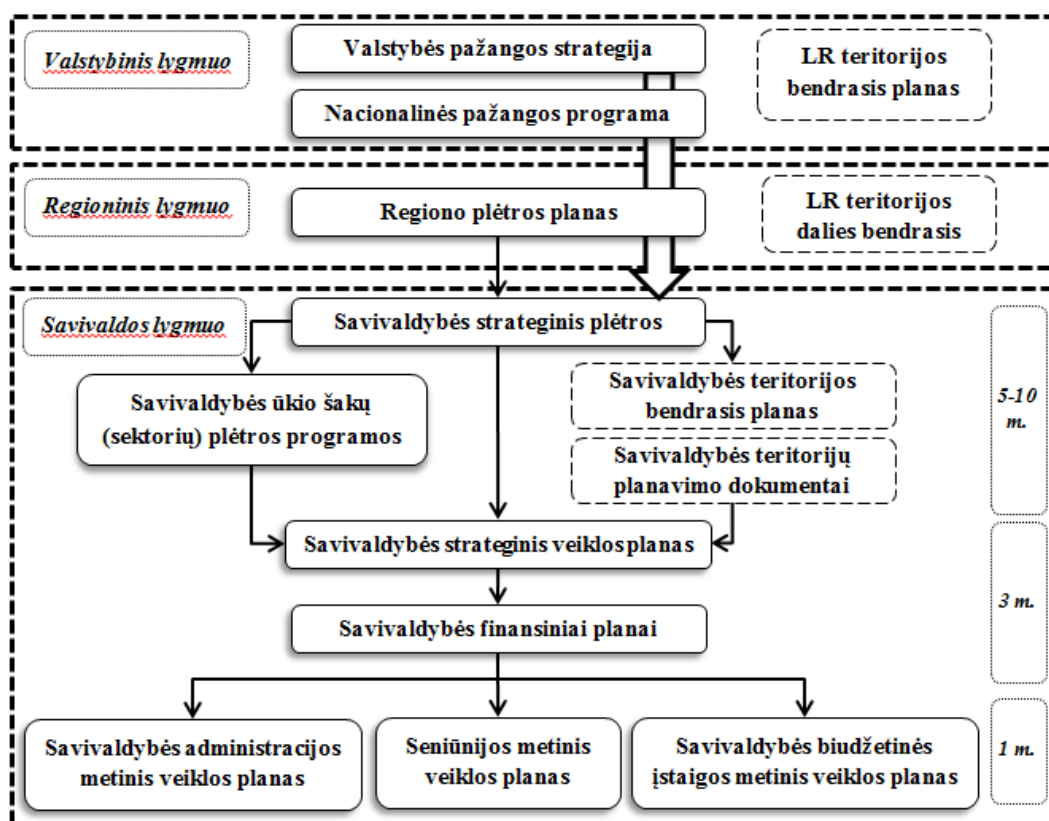 Valstybinis lygmuo
Valstybės pažangos strategija
Nacionalinės pažangos programa
LR teritorijos
bendrasis planas
Regioninis lygmuo
Regiono plėtros planas
LR teritorijos
dalies bendrasis
Savivaldos lygmuo
Savivaldybės strateginis plėtros
Savivaldybės ūkio šakų
(sektorių) plėtros programos
Savivaldybės teritorijos
bendrasis planas
Savivaldybės teritorijų
planavimo dokumentai
5-10
m.
Savivaldybės strateginis veiklos planas
Savivaldybės finansiniai planai
3 m.
Savivaldybės administracijos
metinis veiklos planas
Seniūnijos metinis
veiklos planas
Savivaldybės biudžetinės
įstaigos metinis veiklos planas
1 m.